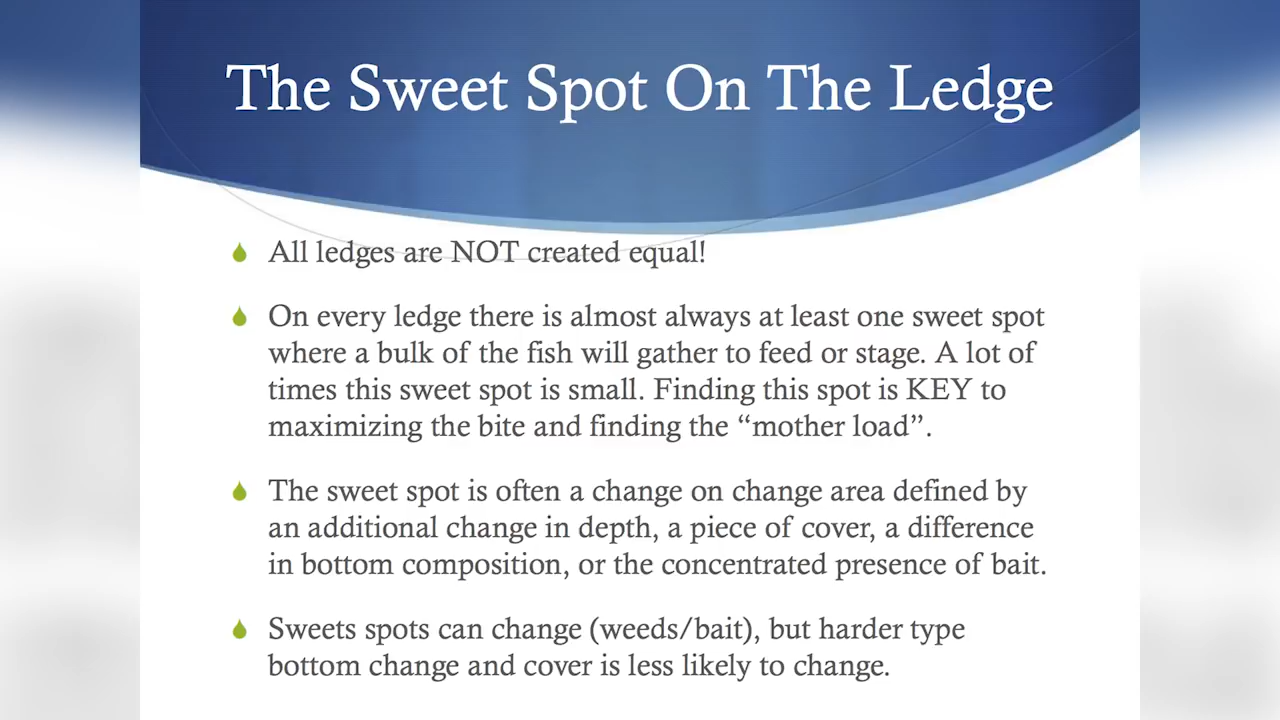 The Sweet Spot On The Ledge
All ledges are NOT created equal!
On every ledge there is almost always at least one sweet spot
where a bulk of the fish will gather to feed or stage. A lot of
times this sweet spot is small. Finding this spot is KEY to
maximizing the bite and finding the “mother load”.
The sweet spot is often a change on change area defined by
an additional change in depth, a piece of cover, a difference
in bottom composition, or the concentrated presence of bait.
Sweets spots can change (weeds/bait), but harder type
bottom change and cover is less likely to change.